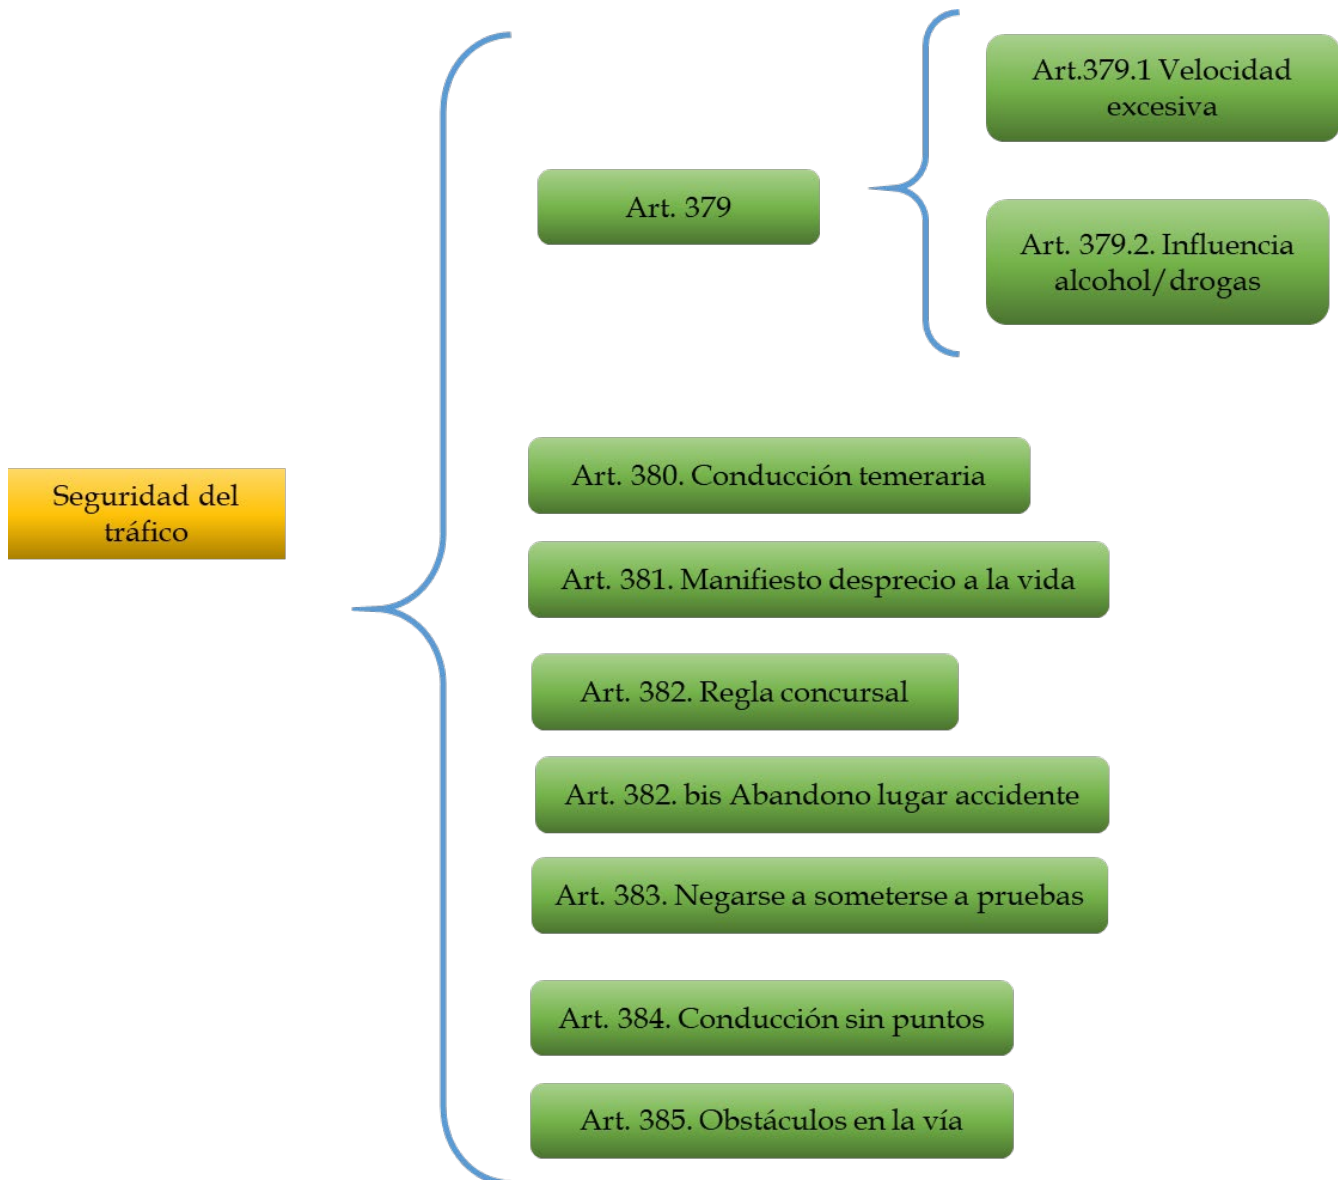 Art.379.1 Velocidad
excesiva
Art. 379
Art. 379.2. Influencia
alcohol/drogas
Art. 380. Conducción temeraria
Seguridad del
tráfico
Art. 381. Manifiesto desprecio a la vida
Art. 382. Regla concursal
Art. 382. bis Abandono lugar accidente
Art. 383. Negarse a someterse a pruebas
Art. 384. Conducción sin puntos
Art. 385. Obstáculos en la vía